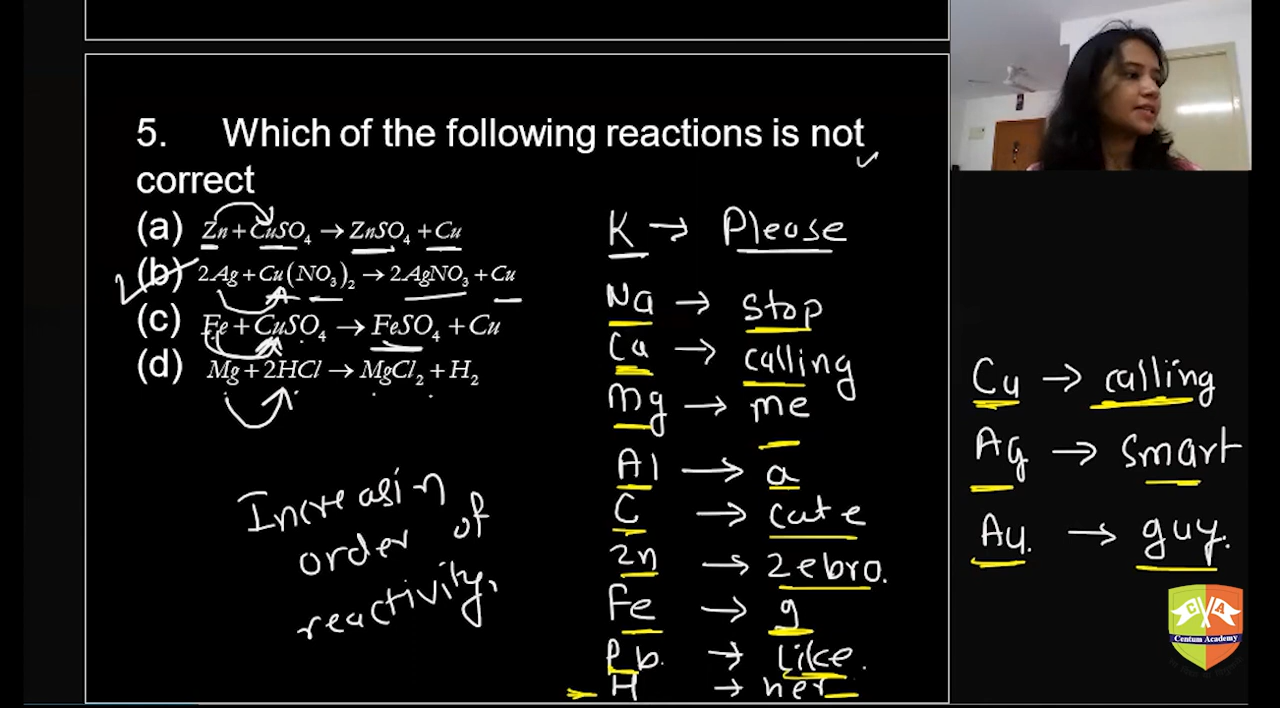 5. Which of the following reactions is not
correct
(a) Zn + CuSO₄ → ZnSO₄ + Cu
(b) 2Ag + Cu(NO₃)₂ → 2AgNO₃ + Cu
(c) Fe + CuSO₄ → FeSO₄ + Cu
(d) Mg + 2HCl → MgCl₂ + H₂
Increasin
order of
reactivity.
K → Please
Na → stop
Ca → calling
Mg → me
Al → a
C → cute
Zn → Zebro.
Fe → g
Pb. → Like.
H → her
Cu → calling
Ag → smart
Au. → guy.
C A
Centum Academy